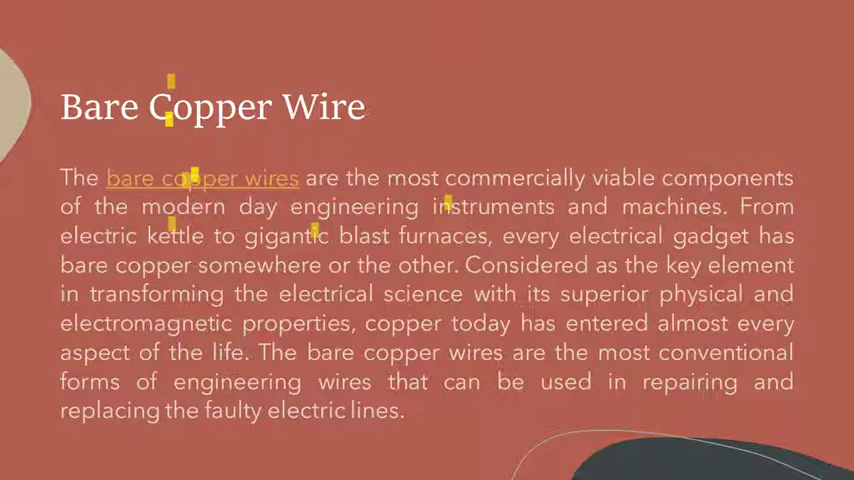 Bare Copper Wire
The bare copper wires are the most commercially viable components
of the modern day engineering instruments and machines. From
electric kettle to gigantic blast furnaces, every electrical gadget has
bare copper somewhere or the other. Considered as the key element
in transforming the electrical science with its superior physical and
electromagnetic properties, copper today has entered almost every
aspect of the life. The bare copper wires are the most conventional
forms of engineering wires that can be used in repairing and
replacing the faulty electric lines.